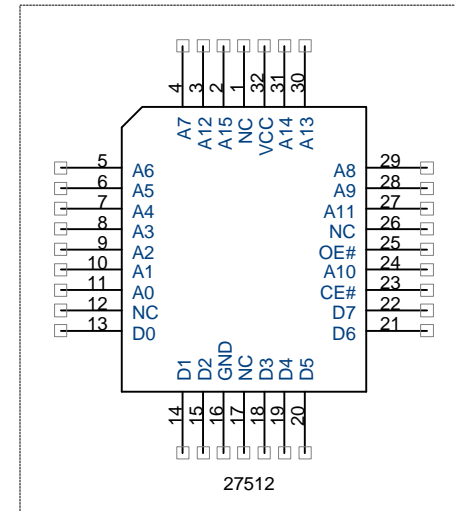 4 3 2 1 32 31 30
A7 A12 A15 NC VCC A14 A13
5 A6 A8 29
6 A5 A9 28
7 A4 A11 27
8 A3 NC 26
9 A2 OE# 25
10 A1 A10 24
11 A0 CE# 23
12 NC D7 22
13 D0 D6 21
D1 D2 GND NC D3 D4 D5
14 15 16 17 18 19 20
27512